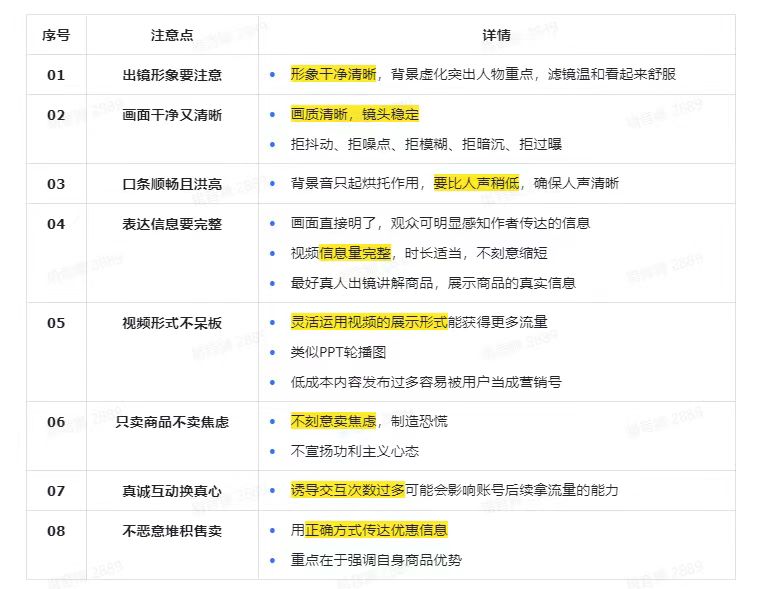 序号 注意点 详情
01 出镜形象要注意 形象干净清晰，背景虚化突出人物重点，滤镜温和看起来舒服
02 画面干净又清晰 画质清晰，镜头稳定
拒抖动、拒噪点、拒模糊、拒暗沉、拒过曝
03 口条顺畅且洪亮 背景音只起烘托作用，要比人声稍低，确保人声清晰
04 表达信息要完整 画面直接明了，观众可明显感知作者传达的信息
视频信息量完整，时长适当，不刻意缩短
最好真人出镜讲解商品，展示商品的真实信息
05 视频形式不呆板 灵活运用视频的展示形式能获得更多流量
类似PPT轮播图
低成本内容发布过多容易被用户当成营销号
06 只卖商品不卖焦虑 不刻意卖焦虑，制造恐慌
不宣扬功利主义心态
07 真诚互动换真心 诱导交互次数过多可能会影响账号后续拿流量的能力
08 不恶意堆积售卖 用正确方式传达优惠信息
重点在于强调自身商品优势